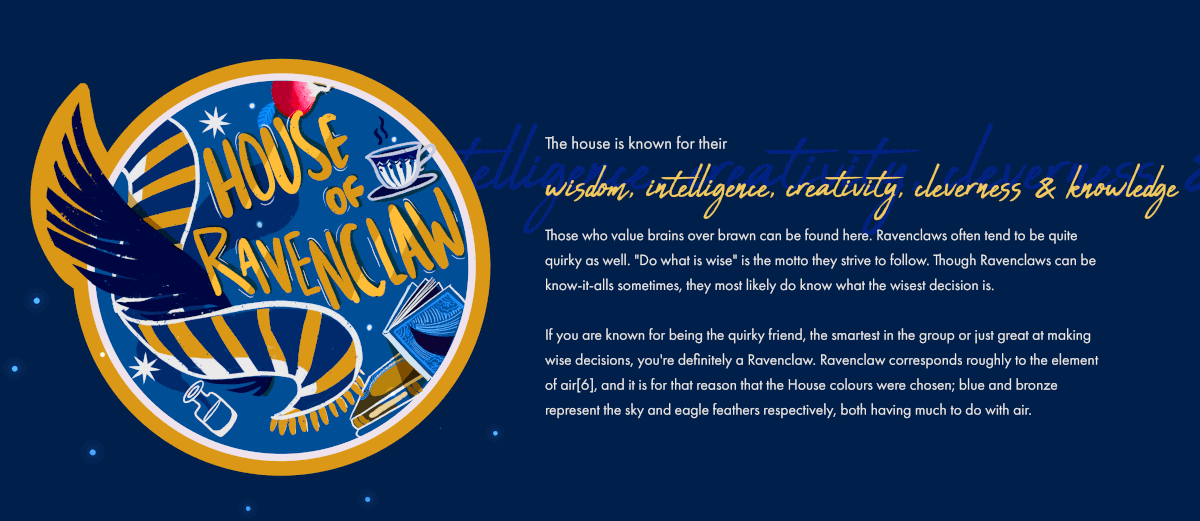 HOUSE
OF
RAVENCLAW
The house is known for their
wisdom, intelligence, creativity, cleverness & knowledge
Those who value brains over brawn can be found here. Ravenclaws often tend to be quite
quirky as well. "Do what is wise" is the motto they strive to follow. Though Ravenclaws can be
know-it-alls sometimes, they most likely do know what the wisest decision is.
If you are known for being the quirky friend, the smartest in the group or just great at making
wise decisions, you're definitely a Ravenclaw. Ravenclaw corresponds roughly to the element
of air[6], and it is for that reason that the House colours were chosen; blue and bronze
represent the sky and eagle feathers respectively, both having much to do with air.